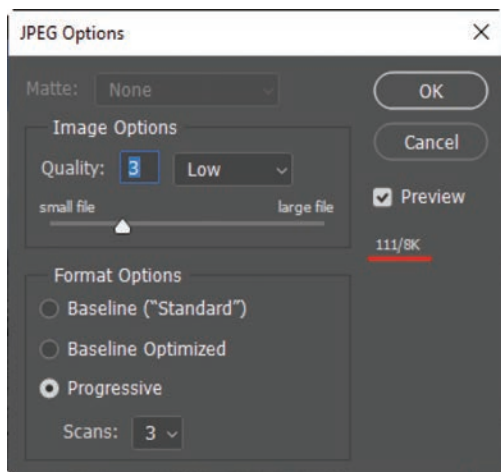 JPEG Options
Matte: None
OK
Image Options
Cancel
Quality: 3 Low
Preview
small file large file
111/8K
Format Options
Baseline ("Standard")
Baseline Optimized
Progressive
Scans: 3